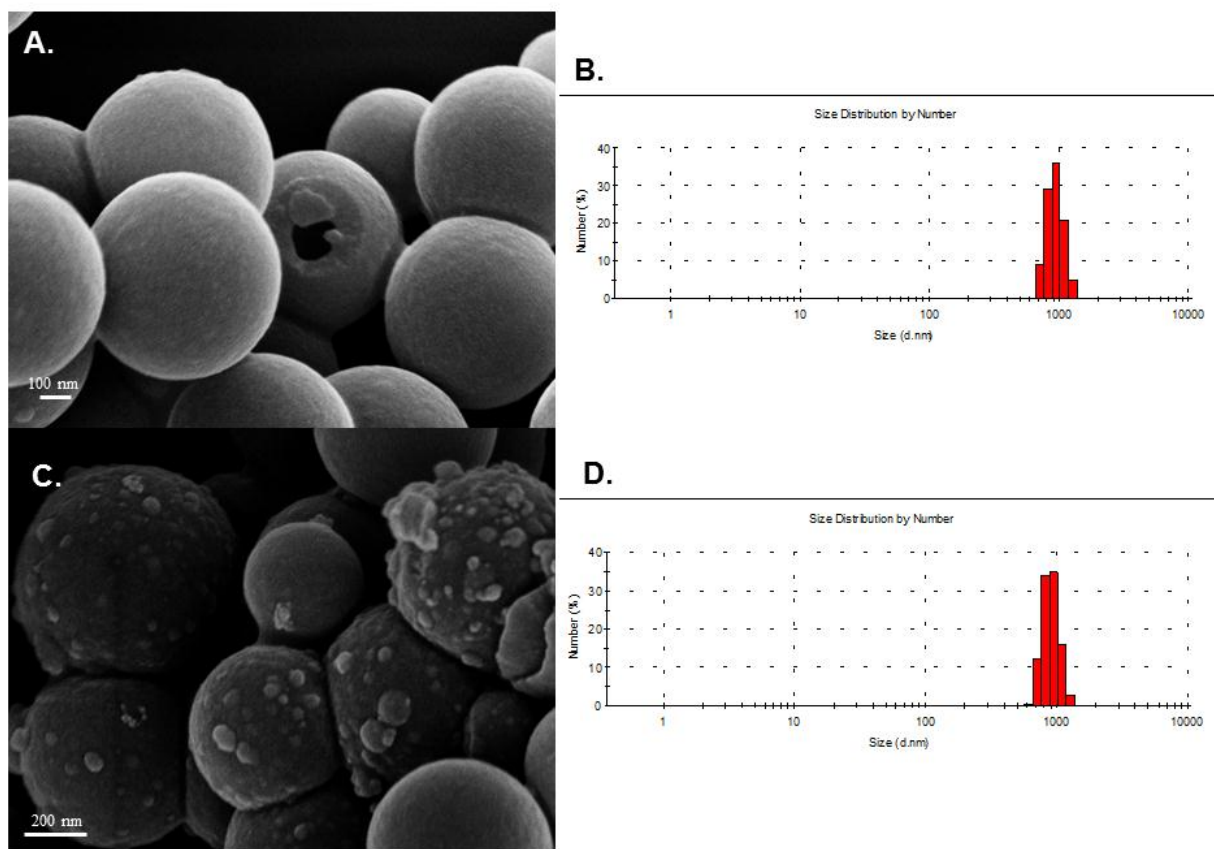 A.
100 nm
B.
Size Distribution by Number
40
30
20
10
0
Number (%)
1 10 100 1000 10000
Size (d.nm)
C.
200 nm
D.
Size Distribution by Number
40
30
20
10
0
Number (%)
1 10 100 1000 10000
Size (d.nm)